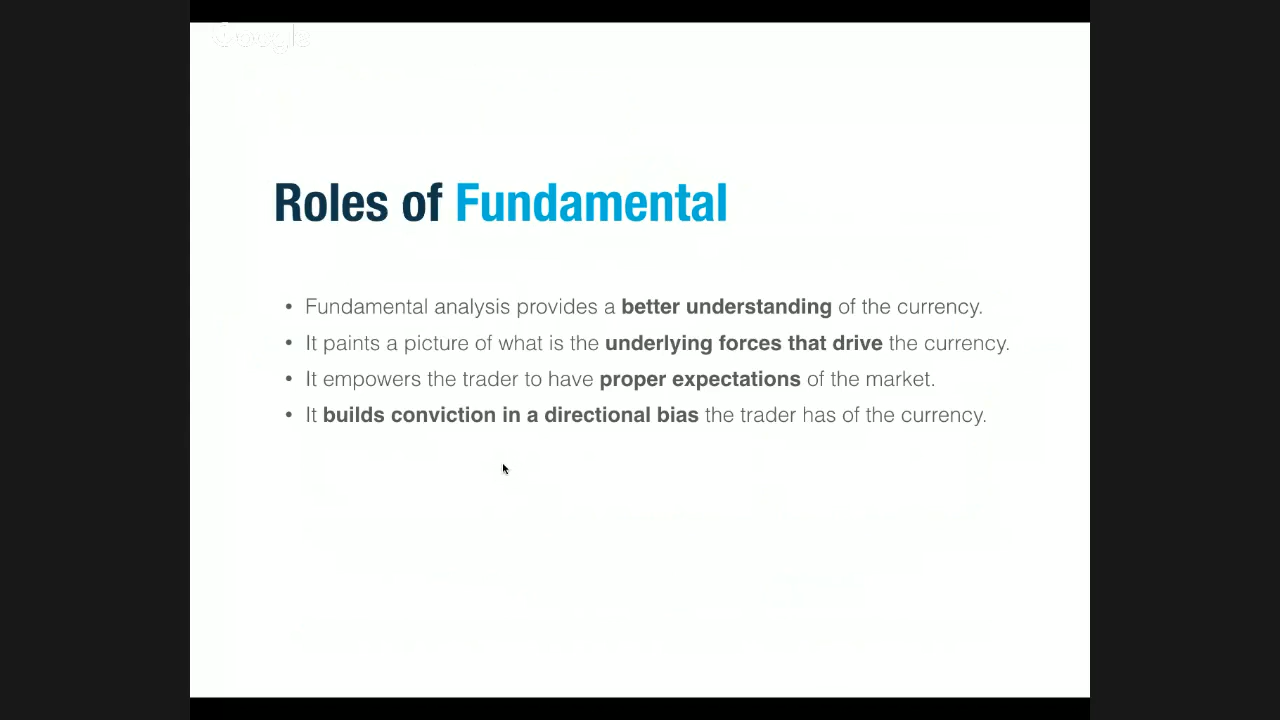 Google
Roles of Fundamental
• Fundamental analysis provides a better understanding of the currency.
• It paints a picture of what is the underlying forces that drive the currency.
• It empowers the trader to have proper expectations of the market.
• It builds conviction in a directional bias the trader has of the currency.